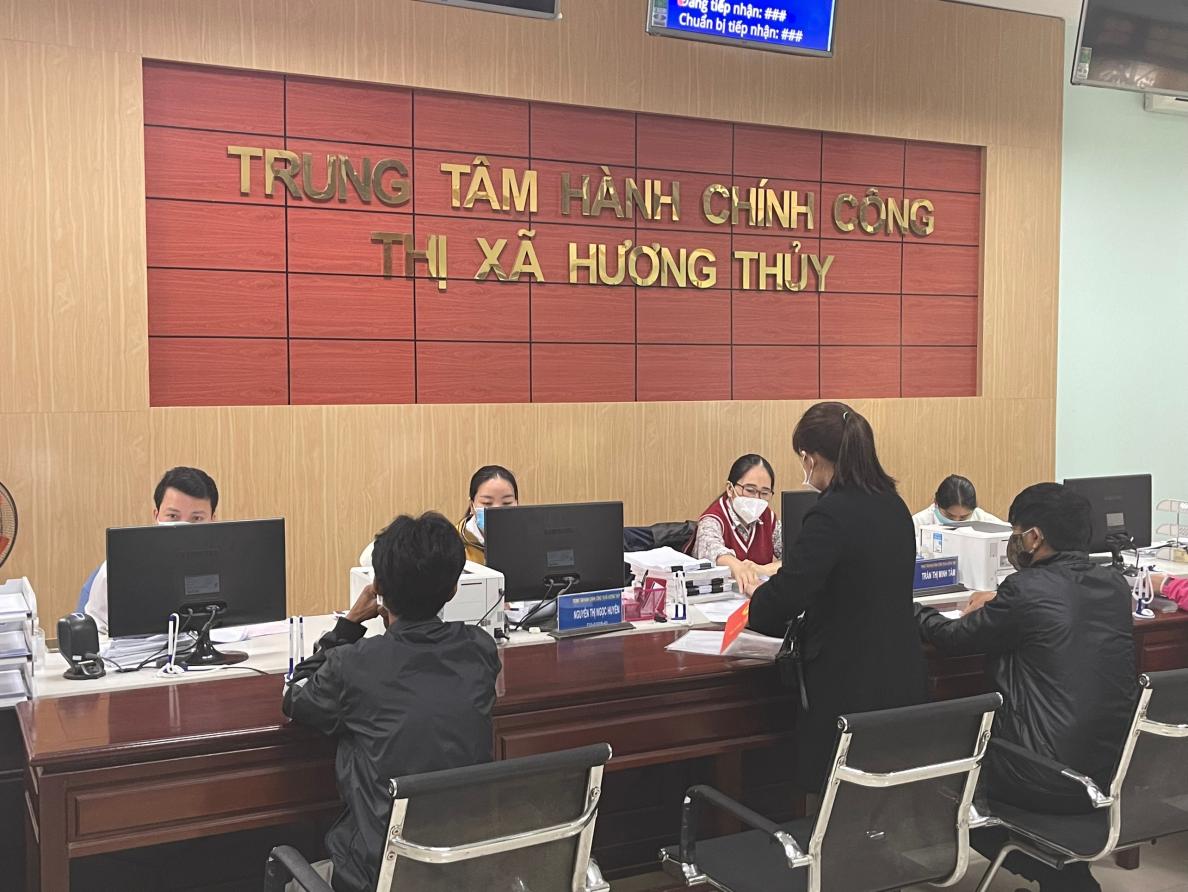 Đang tiếp nhận: ###
Chuẩn bị tiếp nhận: ###
TRUNG TÂM HÀNH CHÍNH CÔNG
THỊ XÃ HƯƠNG THỦY
NGUYỄN THỊ NGỌC HUYỀN
TRẦN THỊ MINH TÂM